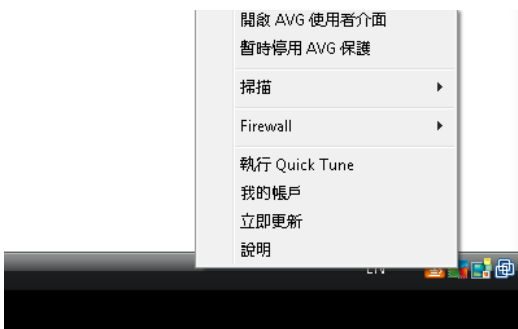 開啟 AVG 使用者介面
暫時停用 AVG 保護
掃描
Firewall
執行 Quick Tune
我的帳戶
立即更新
說明
EN